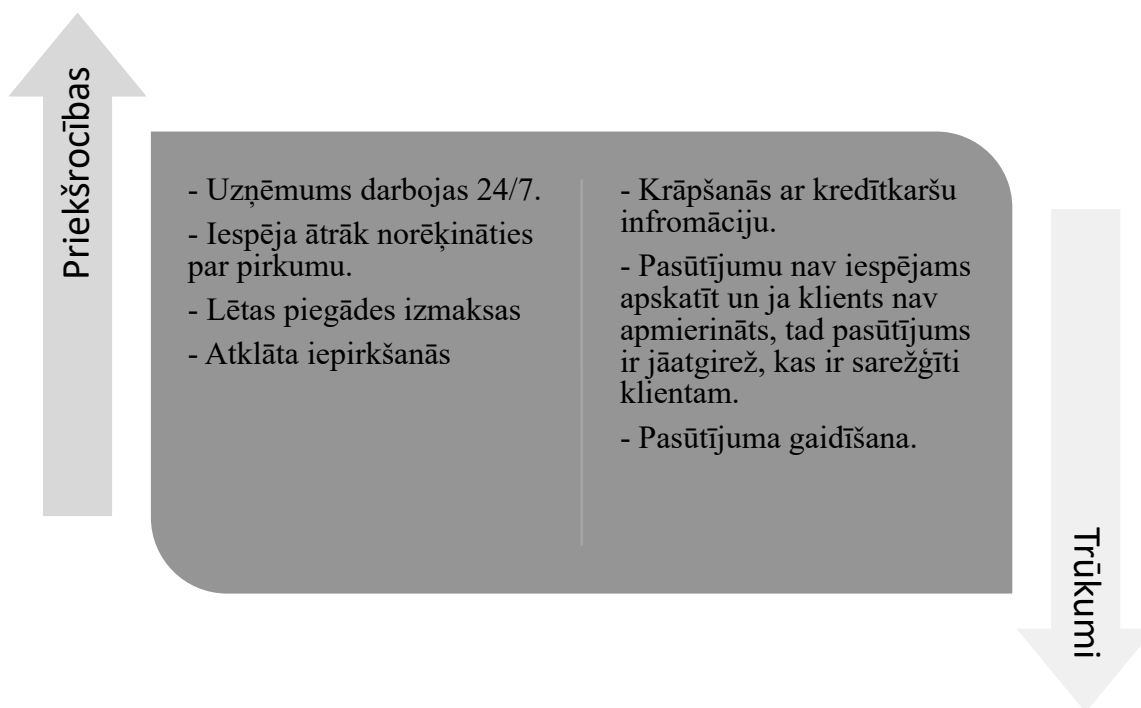 Priekšrocības
- Uzņēmums darbojas 24/7.
- Iespēja ātrāk norēķināties
par pirkumu.
- Lētas piegādes izmaksas
- Atklāta iepirkšanās
- Krāpšanās ar kredītkaršu
infromāciju.
- Pasūtījumu nav iespējams
apskatīt un ja klients nav
apmierināts, tad pasūtījums
ir jāatgirež, kas ir sarežģīti
klientam.
- Pasūtījuma gaidīšana.
Trūkumi